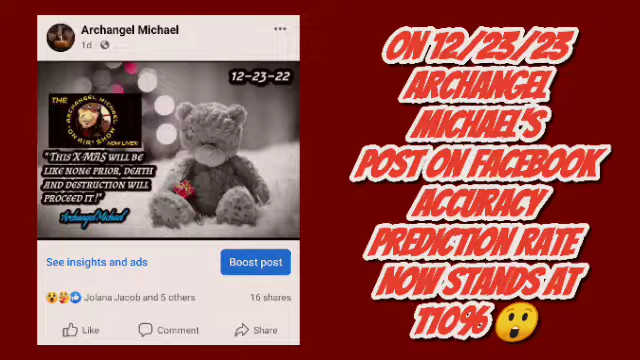 Archangel Michael
1d
12-23-22
THE
ARCHANGEL MICHAEL
"ON AIR" SHOW
NOW LIVE!!
"THIS X-MAS WILL BE
LIKE NONE PRIOR, DEATH
AND DESTRUCTION WILL
PROCEED IT!"
ArchangelMichael
See insights and ads
Boost post
Jolana Jacob and 5 others
16 shares
Like
Comment
Share
ON 12/23/23
ARCHANGEL
MICHAEL'S
POST ON FACEBOOK
ACCURACY
PREDICTION RATE
NOW STANDS AT
110%